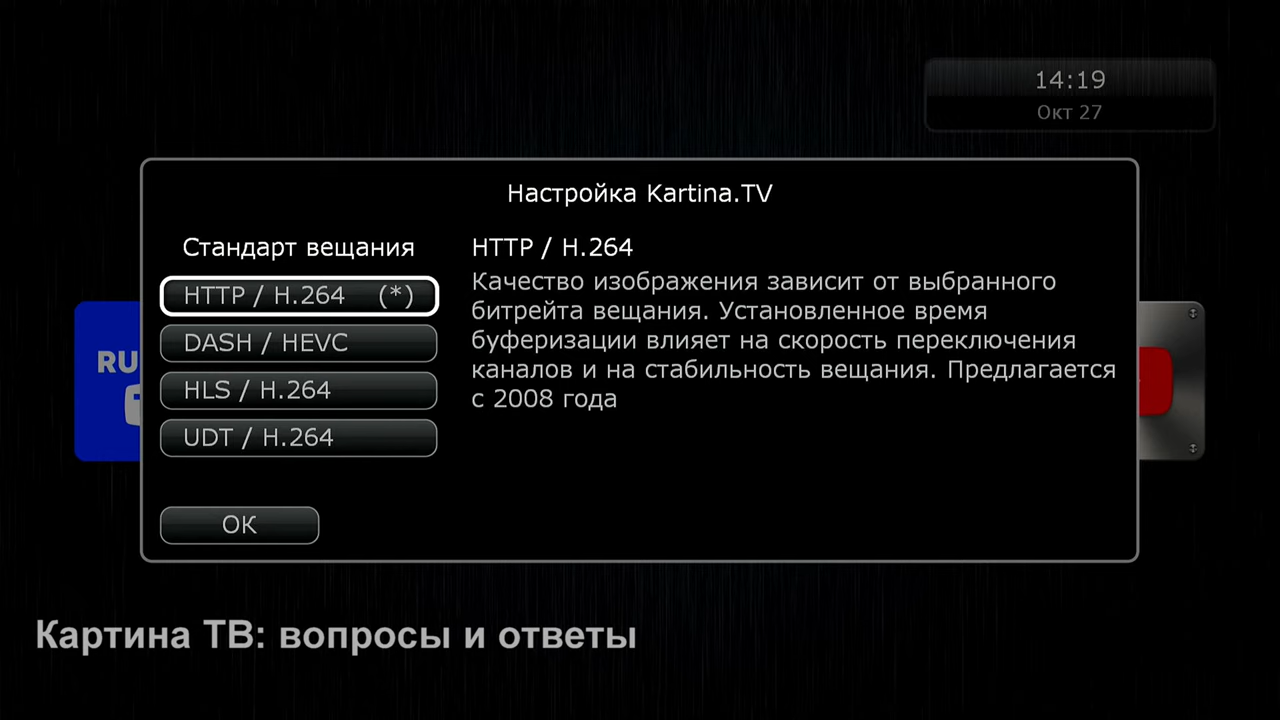 14:19
Окт 27
Настройка Kartina.TV
Стандарт вещания
HTTP / H.264 (*)
DASH / HEVC
HLS / H.264
UDT / H.264
OK
HTTP / H.264
Качество изображения зависит от выбранного
битрейта вещания. Установленное время
буферизации влияет на скорость переключения
каналов и на стабильность вещания. Предлагается
с 2008 года
RU
Картина ТВ: вопросы и ответы